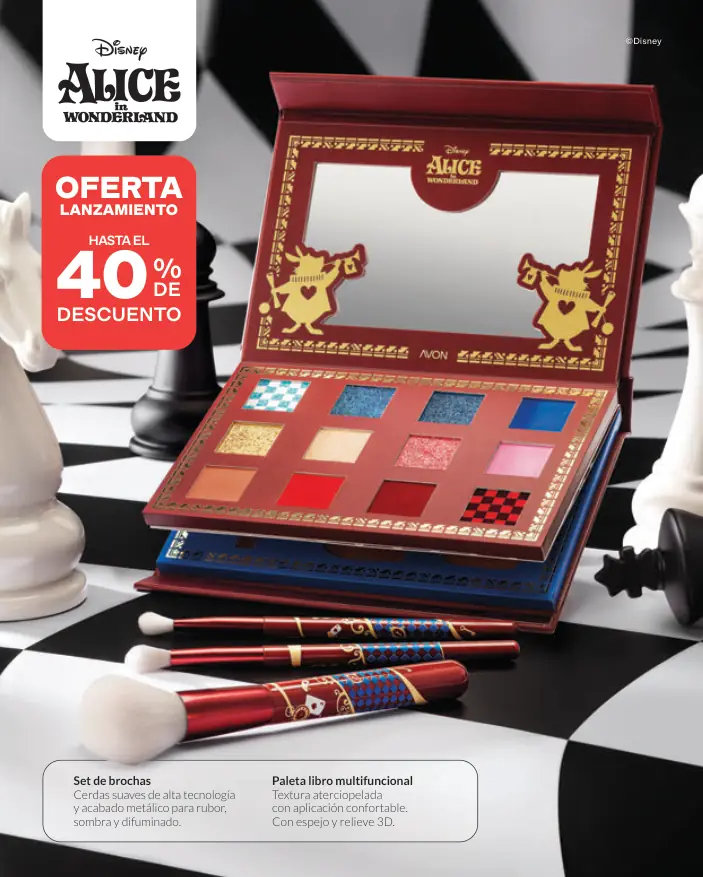 Disney
ALICE
in
WONDERLAND
©Disney
OFERTA
LANZAMIENTO
HASTA EL
40%
DE
DESCUENTO
Disney
ALICE
in
WONDERLAND
AVON
Set de brochas
Cerdas suaves de alta tecnología
y acabado metálico para rubor,
sombra y difuminado.
Paleta libro multifuncional
Textura aterciopelada
con aplicación confortable.
Con espejo y relieve 3D.